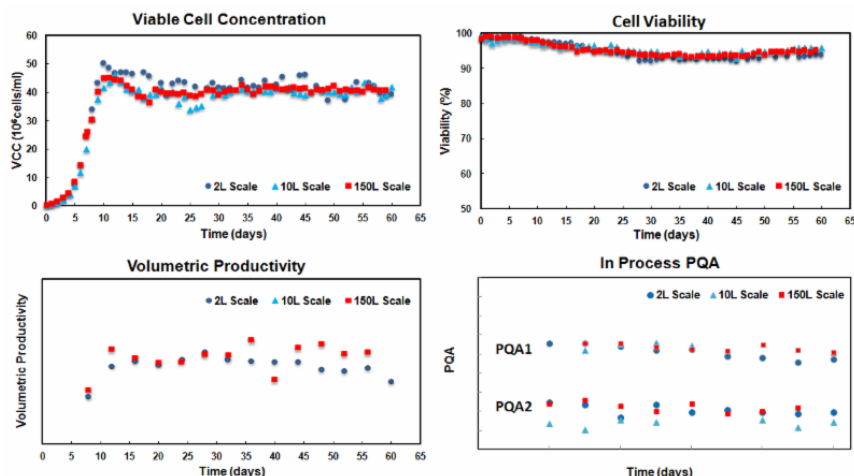 Viable Cell Concentration
60
50
40
30
20
10
0
VCC (10⁶cells/ml)
2L Scale 10L Scale 150L Scale
0 5 10 15 20 25 30 35 40 45 50 55 60 65
Time (days)
Cell Viability
100
90
80
70
60
50
Viability (%)
2L Scale 10L Scale 150L Scale
0 5 10 15 20 25 30 35 40 45 50 55 60 65
Time (days)
Volumetric Productivity
Volumetric Productivity
2L Scale 10L Scale 150L Scale
0 5 10 15 20 25 30 35 40 45 50 55 60 65
Time (days)
In Process PQA
2L Scale 10L Scale 150L Scale
PQA
PQA1
PQA2
Time (days)